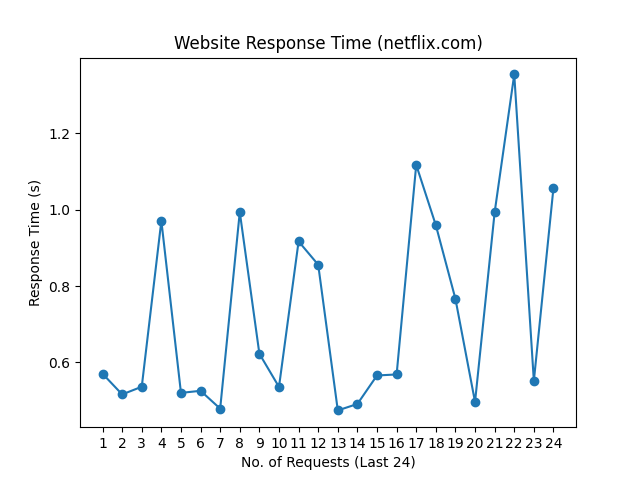 Website Response Time (netflix.com)
Response Time (s)
1.2
1.0
0.8
0.6
1 2 3 4 5 6 7 8 9 10 11 12 13 14 15 16 17 18 19 20 21 22 23 24
No. of Requests (Last 24)